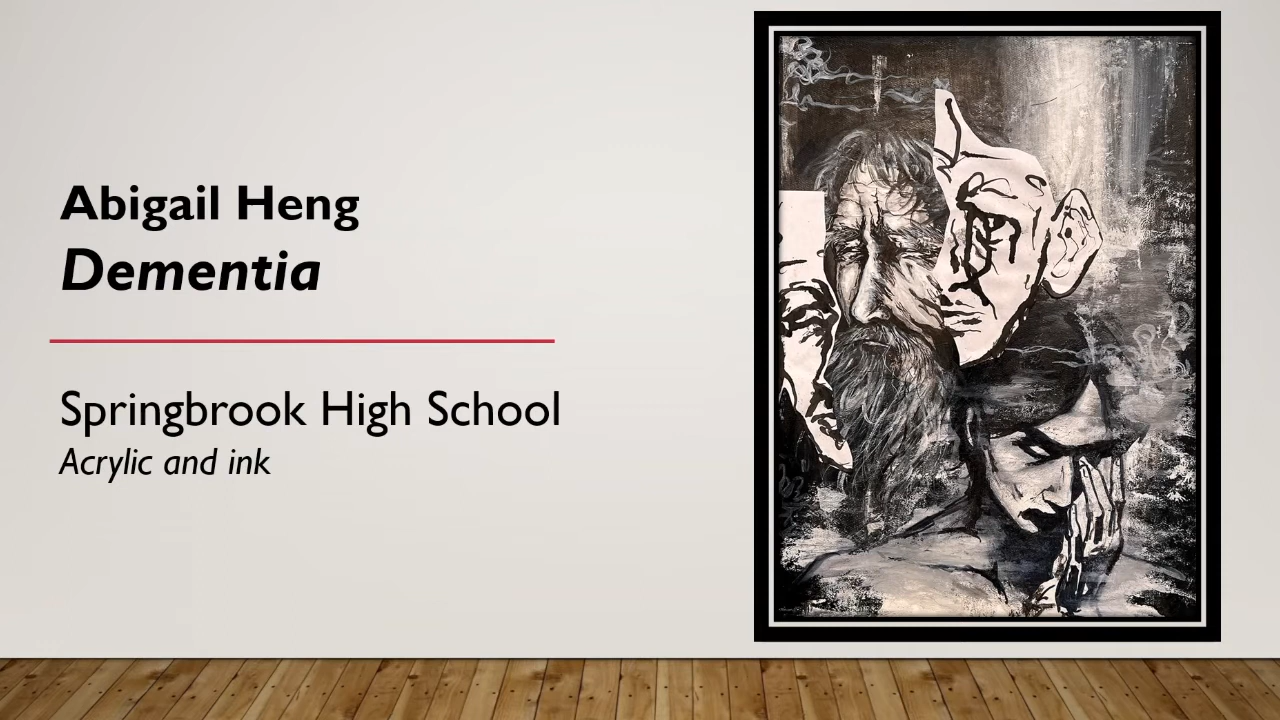 Abigail Heng
Dementia
Springbrook High School
Acrylic and ink